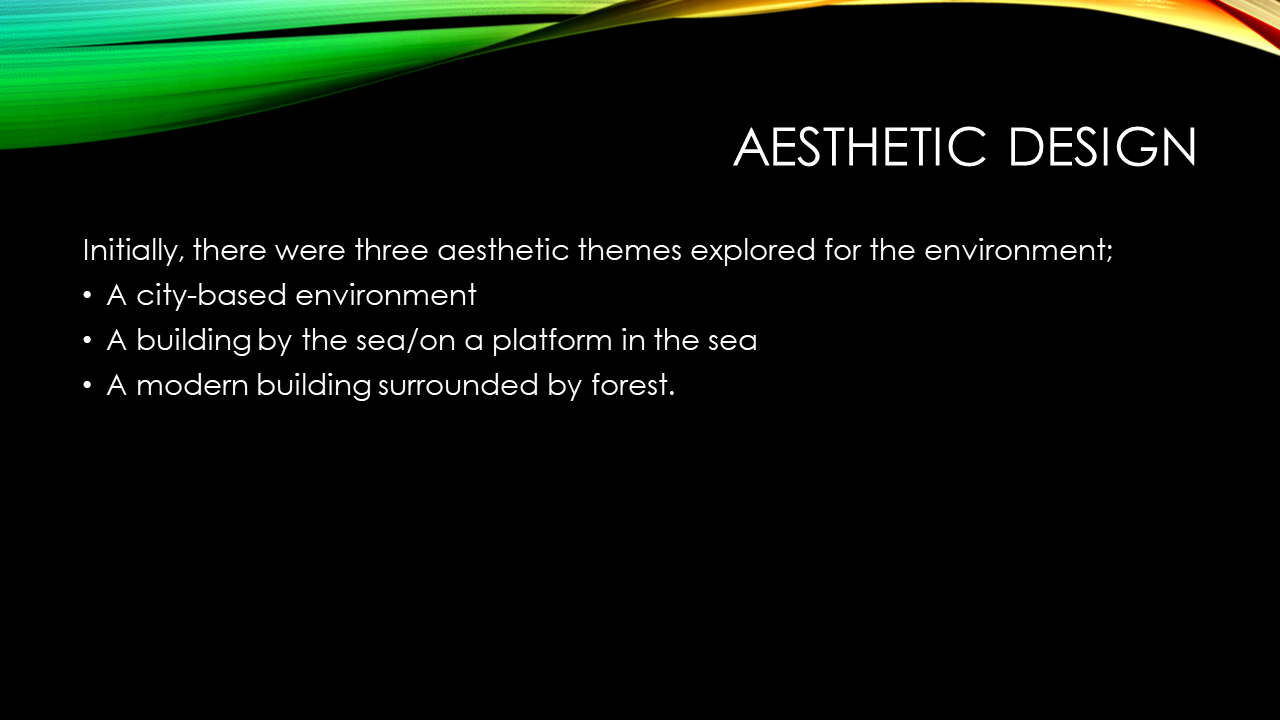 AESTHETIC DESIGN
Initially, there were three aesthetic themes explored for the environment;
• A city-based environment
• A building by the sea/on a platform in the sea
• A modern building surrounded by forest.